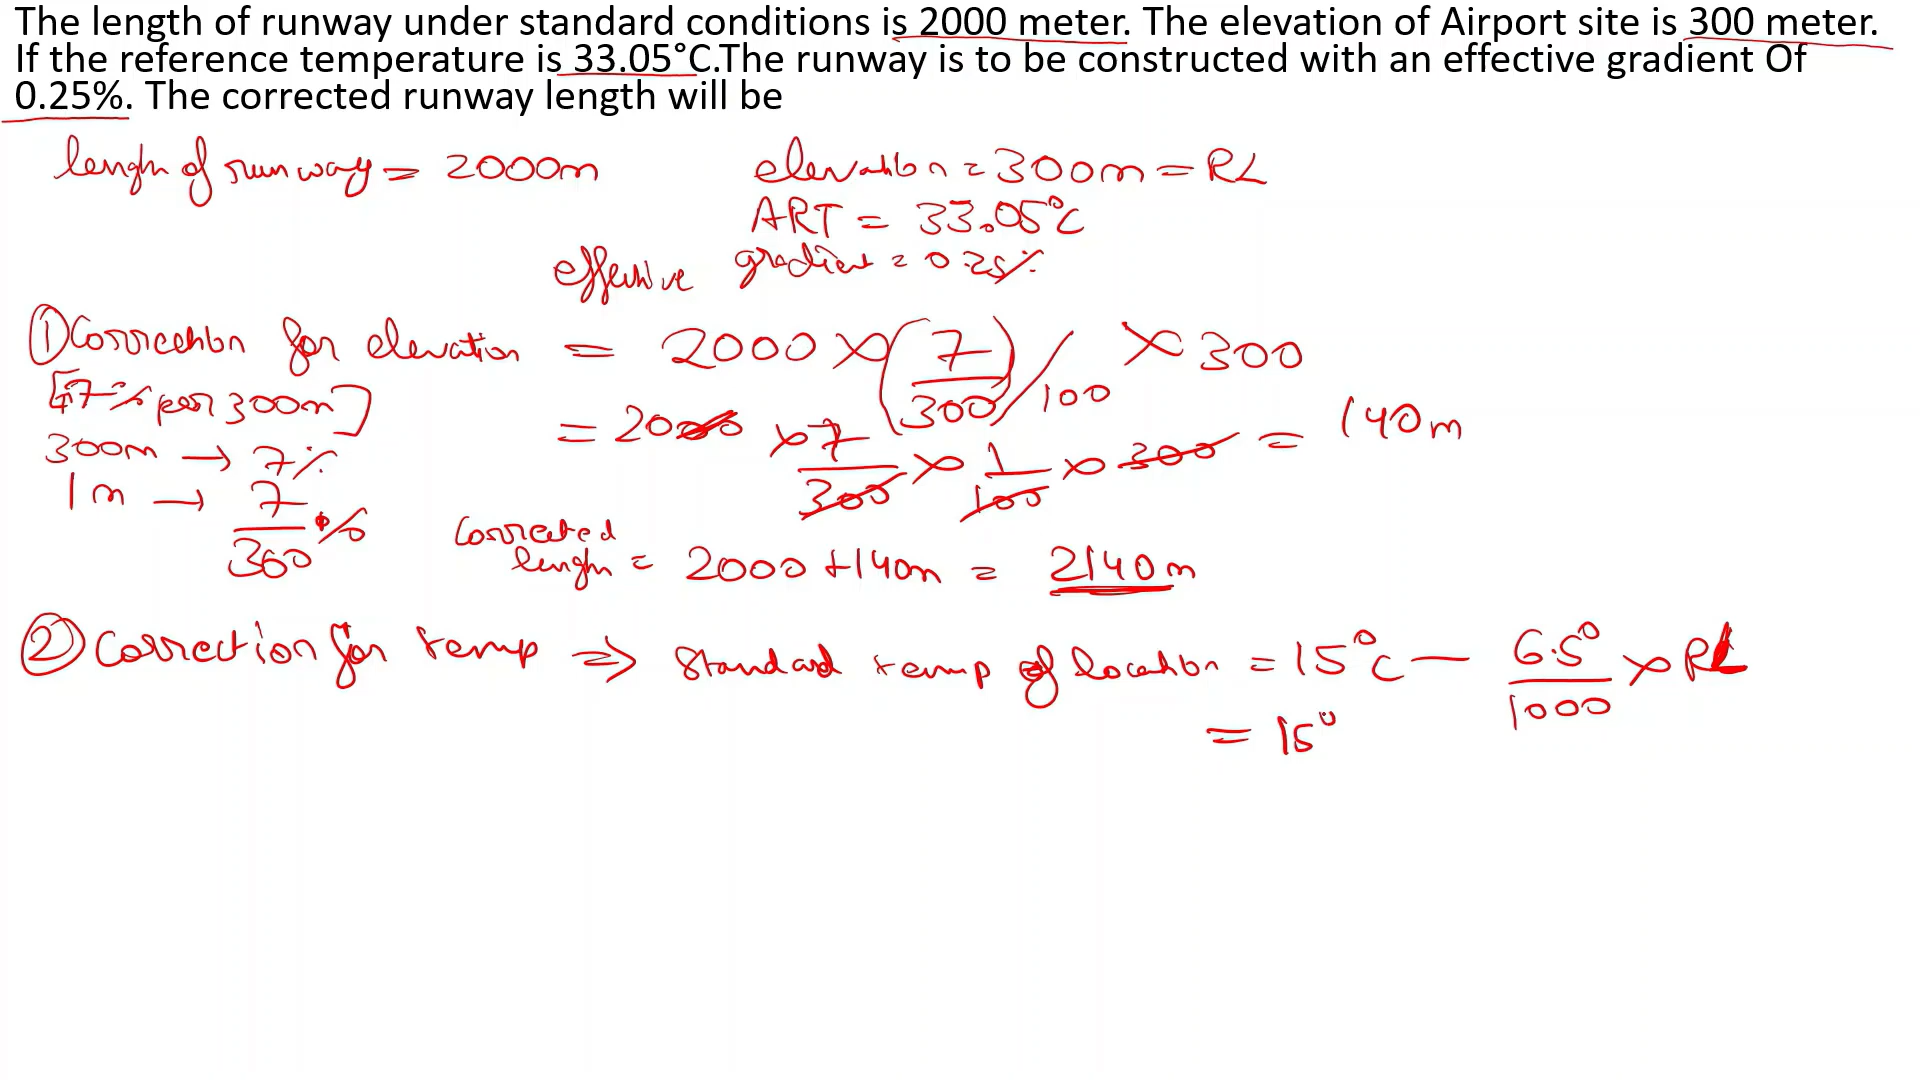 The length of runway under standard conditions is 2000 meter. The elevation of Airport site is 300 meter.
If the reference temperature is 33.05°C.The runway is to be constructed with an effective gradient Of
0.25%. The corrected runway length will be
length of runway = 2000m
elevation = 300m = RL
ART = 33.05°C
effective gradient = 0.25%
① Correction for elevation = 2000 × (7/300)/100 × 300
[7% per 300m]
= 2000 × 7/300 × 1/100 × 300 = 140m
300m → 7%
1m → 7/300 %
Corrected length = 2000 + 140m = 2140m
② Correction for temp ⇒ Standard temp of location = 15°C - 6.5°/1000 × RL
= 15°